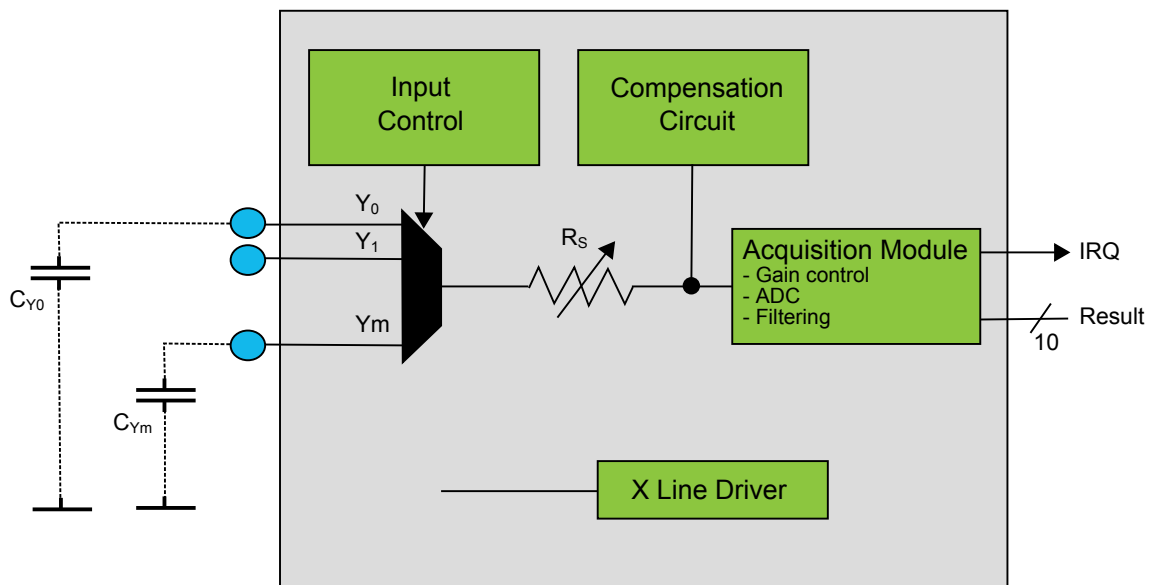 Input
Control
Compensation
Circuit
Y0
Y1
Ym
RS
Acquisition Module
- Gain control
- ADC
- Filtering
IRQ
Result
10
CY0
CYm
X Line Driver